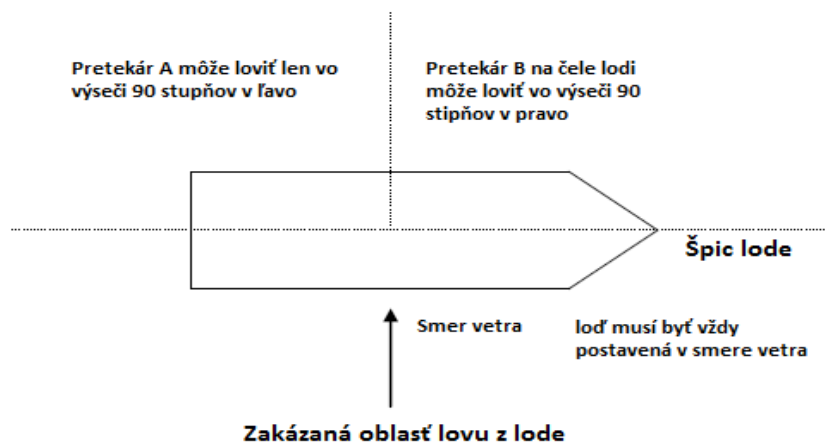 Pretekár A môže loviť len vo
výseči 90 stupňov v ľavo
Pretekár B na čele lodi
môže loviť vo výseči 90
stipňov v pravo
Špic lode
Smer vetra
loď musí byť vždy
postavená v smere vetra
Zakázaná oblasť lovu z lode